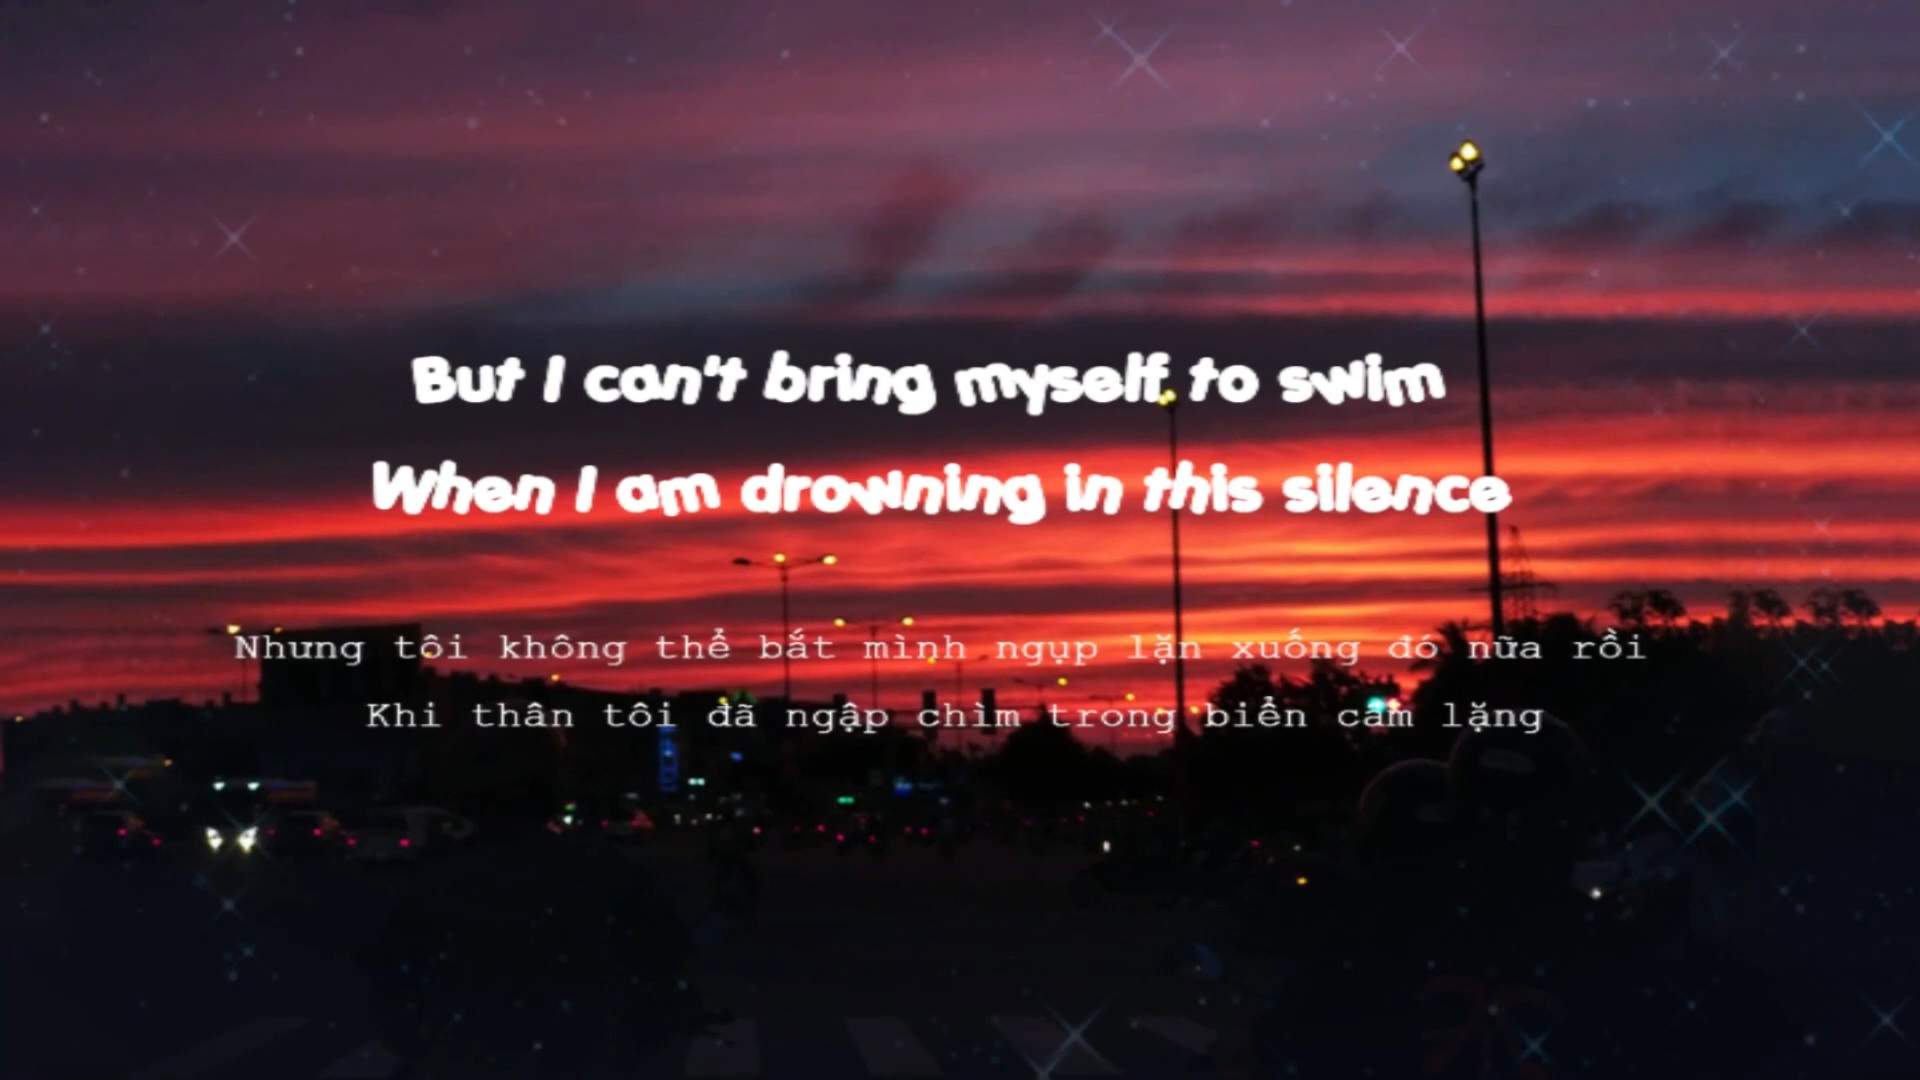 But I can't bring myself to swim
When I am drowning in this silence
Nhưng tôi không thể bắt mình ngụp lặn xuống đó nữa rồi
Khi thân tôi đã ngập chìm trong biển câm lặng